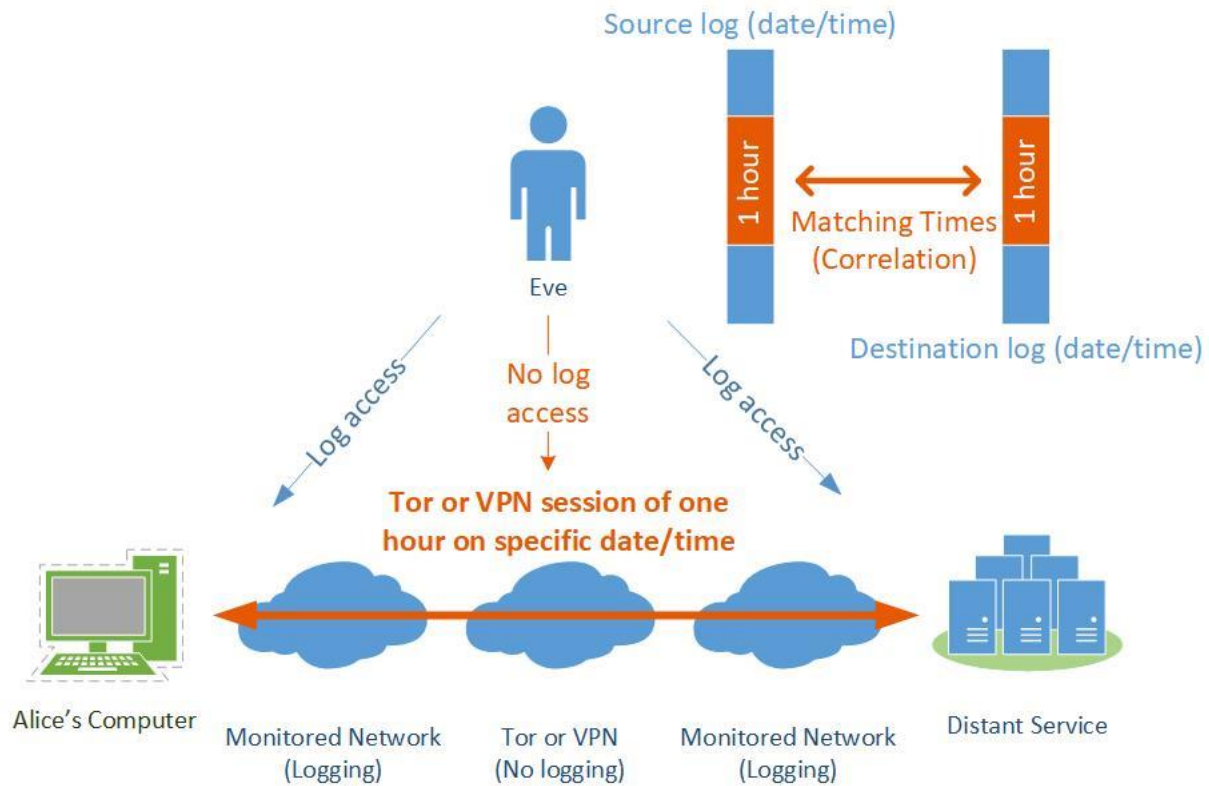 Source log (date/time)
1 hour
1 hour
Matching Times
(Correlation)
Destination log (date/time)
Eve
Log access
No log
access
Log access
Tor or VPN session of one
hour on specific date/time
Alice’s Computer
Monitored Network
(Logging)
Tor or VPN
(No logging)
Monitored Network
(Logging)
Distant Service